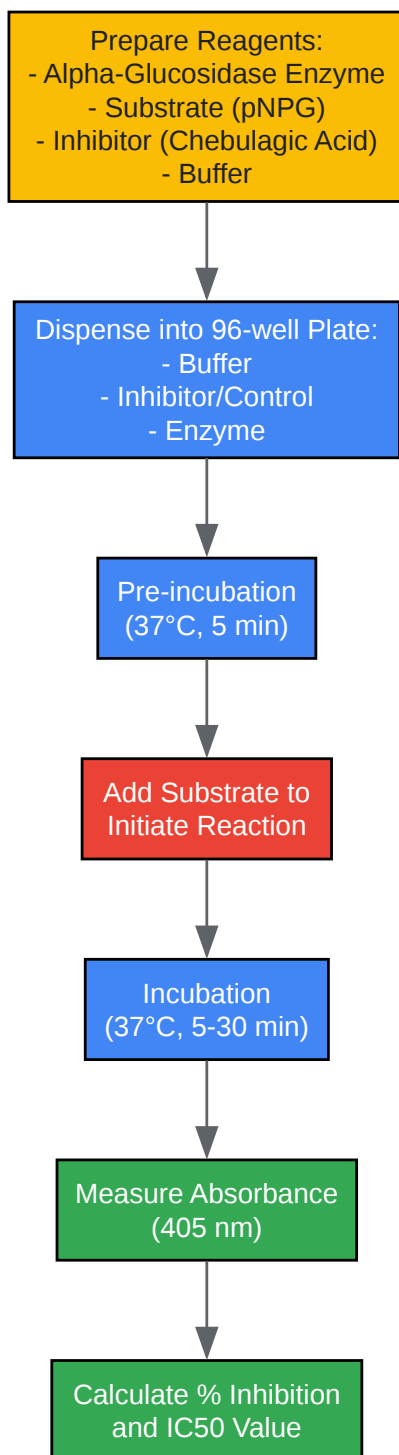 Prepare Reagents:
- Alpha-Glucosidase Enzyme
- Substrate (pNPG)
- Inhibitor (Chebulagic Acid)
- Buffer
Dispense into 96-well Plate:
- Buffer
- Inhibitor/Control
- Enzyme
Pre-incubation
(37°C, 5 min)
Add Substrate to
Initiate Reaction
Incubation
(37°C, 5-30 min)
Measure Absorbance
(405 nm)
Calculate % Inhibition
and IC50 Value